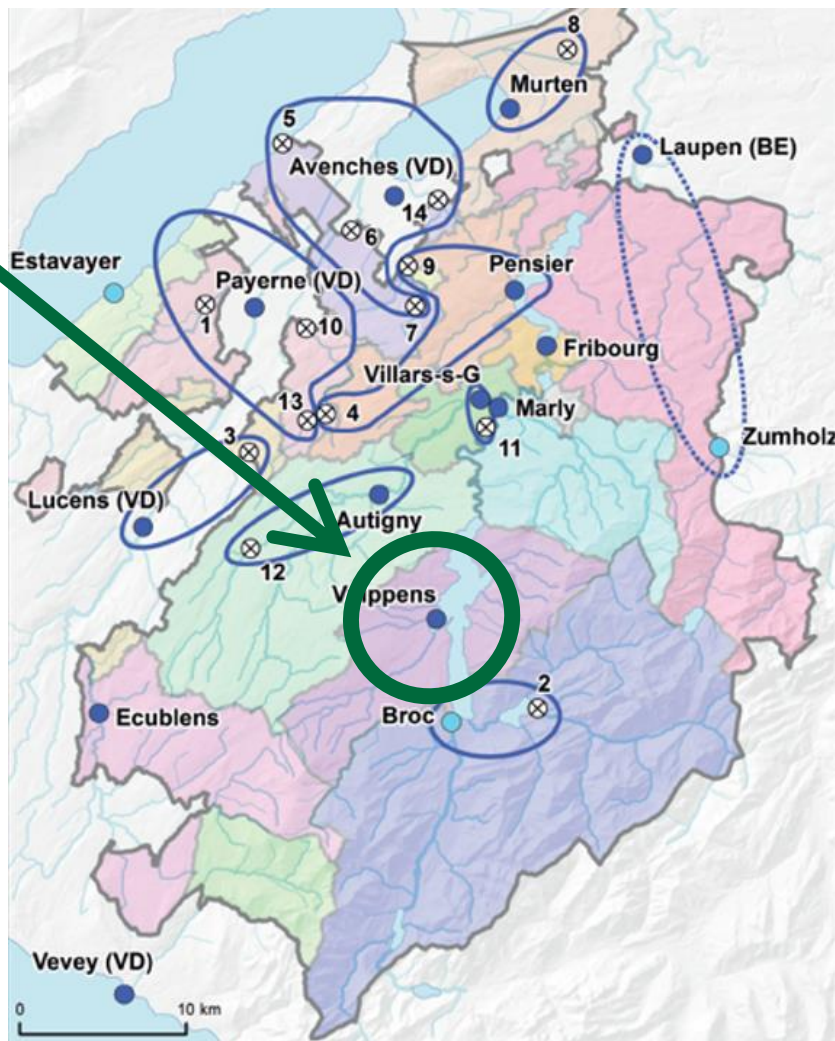 8
Murten
5
Laupen (BE)
Avenches (VD)
14
6
Estavayer
9
Payerne (VD)
Pensier
1
10
7
Fribourg
Villars-s-G
13
4
Marly
3
11
Zumholz
Lucens (VD)
Autigny
12
Vuippens
2
Ecublens
Broc
Vevey (VD)
0
10 km